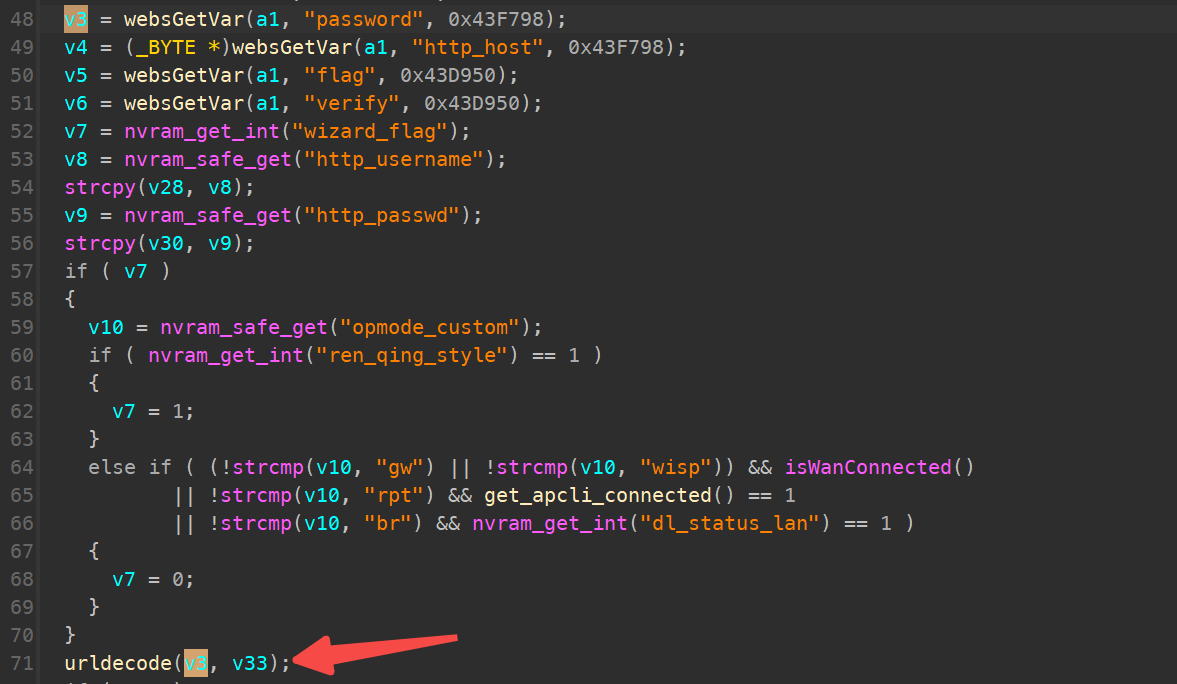 48 v3 = websGetVar(a1, "password", 0x43F798);
49 v4 = (_BYTE *)websGetVar(a1, "http_host", 0x43F798);
50 v5 = websGetVar(a1, "flag", 0x43D950);
51 v6 = websGetVar(a1, "verify", 0x43D950);
52 v7 = nvram_get_int("wizard_flag");
53 v8 = nvram_safe_get("http_username");
54 strcpy(v28, v8);
55 v9 = nvram_safe_get("http_passwd");
56 strcpy(v30, v9);
57 if ( v7 )
58 {
59 v10 = nvram_safe_get("opmode_custom");
60 if ( nvram_get_int("ren_qing_style") == 1 )
61 {
62 v7 = 1;
63 }
64 else if ( (!strcmp(v10, "gw") || !strcmp(v10, "wisp")) && isWanConnected()
65 || !strcmp(v10, "rpt") && get_apcli_connected() == 1
66 || !strcmp(v10, "br") && nvram_get_int("dl_status_lan") == 1 )
67 {
68 v7 = 0;
69 }
70 }
71 urldecode(v3, v33);